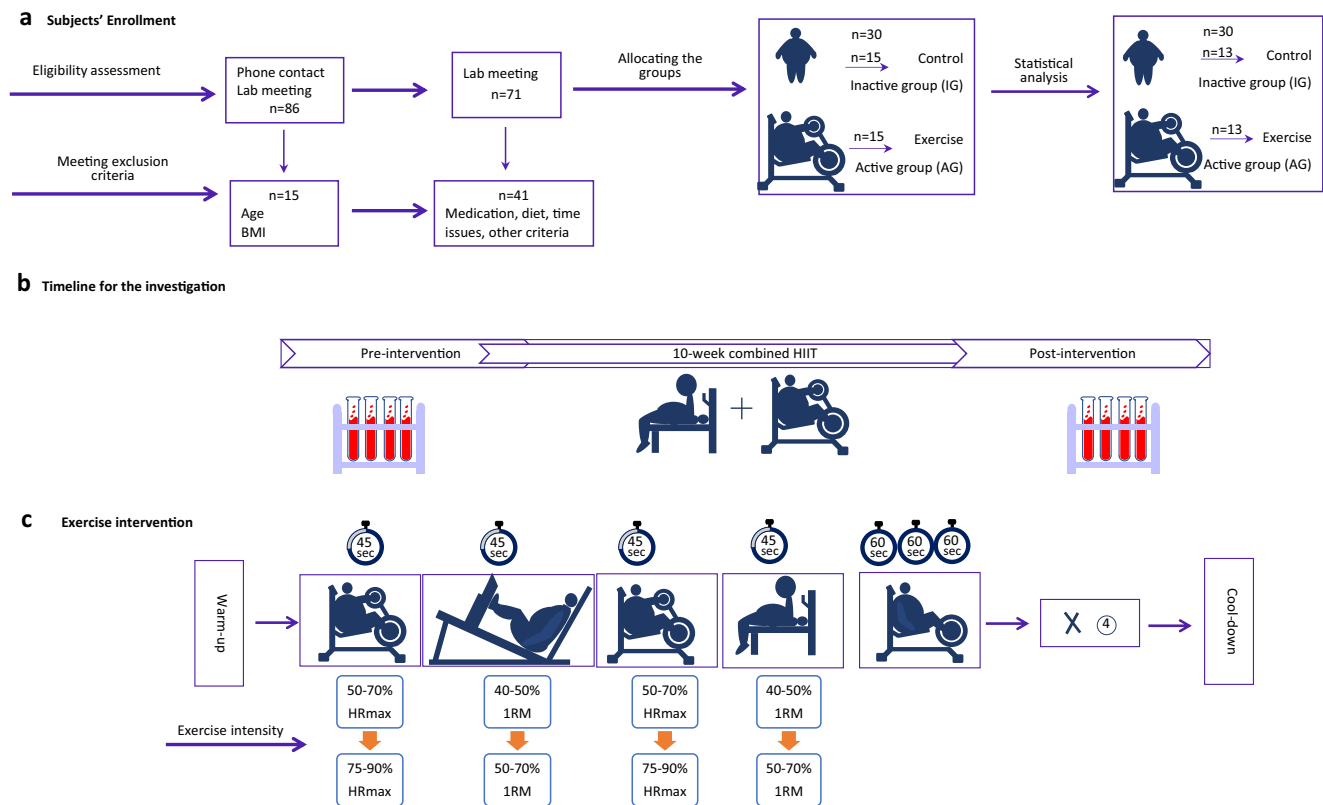 a Subjects' Enrollment
Eligibility assessment
Phone contact
Lab meeting
n=86
Lab meeting
n=71
Allocating the
groups
n=30
n=15
Control
Inactive group (IG)
n=15
Exercise
Active group (AG)
Statistical
analysis
n=30
n=13
Control
Inactive group (IG)
n=13
Exercise
Active group (AG)
Meeting exclusion
criteria
n=15
Age
BMI
n=41
Medication, diet, time
issues, other criteria
b Timeline for the investigation
Pre-intervention
10-week combined HIIT
Post-intervention
c Exercise intervention
45
sec
45
sec
45
sec
45
sec
60
sec
60
sec
60
sec
Warm-up
X 4
Cool-down
50-70%
HRmax
40-50%
1RM
50-70%
HRmax
40-50%
1RM
Exercise intensity
75-90%
HRmax
50-70%
1RM
75-90%
HRmax
50-70%
1RM